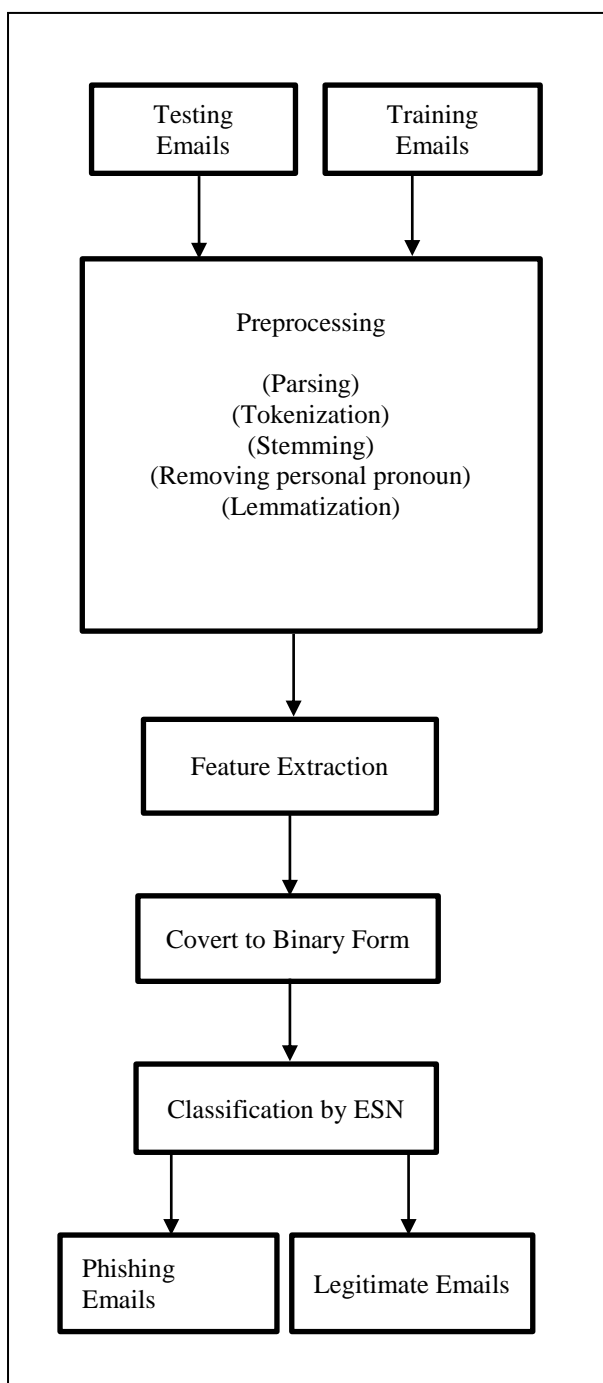 Testing
Emails
Training
Emails
Preprocessing
(Parsing)
(Tokenization)
(Stemming)
(Removing personal pronoun)
(Lemmatization)
Feature Extraction
Covert to Binary Form
Classification by ESN
Phishing
Emails
Legitimate Emails